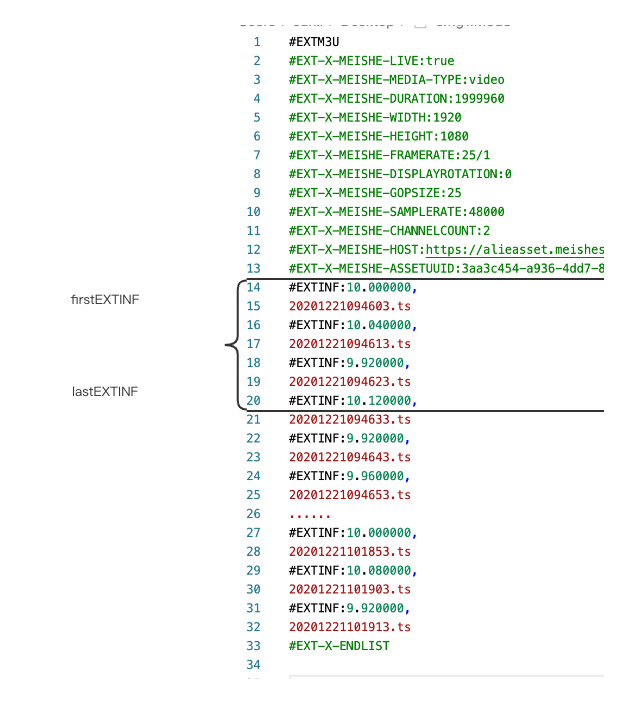 1 #EXTM3U
2 #EXT-X-MEISHE-LIVE:true
3 #EXT-X-MEISHE-MEDIA-TYPE:video
4 #EXT-X-MEISHE-DURATION:1999960
5 #EXT-X-MEISHE-WIDTH:1920
6 #EXT-X-MEISHE-HEIGHT:1080
7 #EXT-X-MEISHE-FRAMERATE:25/1
8 #EXT-X-MEISHE-DISPLAYROTATION:0
9 #EXT-X-MEISHE-GOPSIZE:25
10 #EXT-X-MEISHE-SAMPLERATE:48000
11 #EXT-X-MEISHE-CHANNELCOUNT:2
12 #EXT-X-MEISHE-HOST:https://alieasset.meishes
13 #EXT-X-MEISHE-ASSETUUID:3aa3c454-a936-4dd7-8
14 #EXTINF:10.000000,
firstEXTINF
15 20201221094603.ts
16 #EXTINF:10.040000,
17 20201221094613.ts
18 #EXTINF:9.920000,
19 20201221094623.ts
lastEXTINF
20 #EXTINF:10.120000,
21 20201221094633.ts
22 #EXTINF:9.920000,
23 20201221094643.ts
24 #EXTINF:9.960000,
25 20201221094653.ts
26 ......
27 #EXTINF:10.000000,
28 20201221101853.ts
29 #EXTINF:10.080000,
30 20201221101903.ts
31 #EXTINF:9.920000,
32 20201221101913.ts
33 #EXT-X-ENDLIST
34